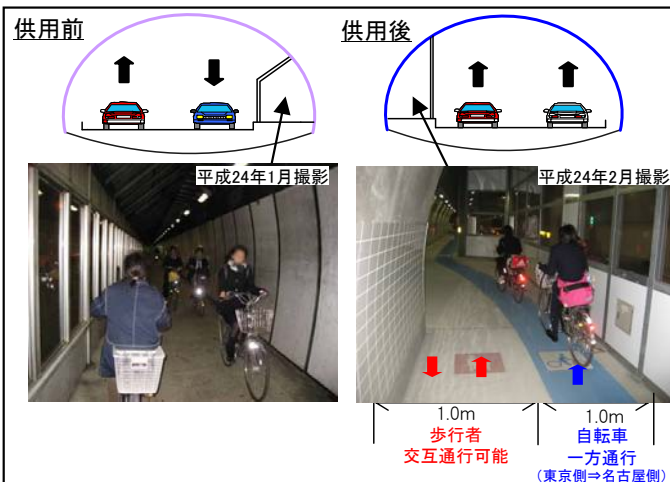 供用前
供用後
平成24年1月撮影
平成24年2月撮影
1.0m
歩行者
交互通行可能
1.0m
自転車
一方通行
(東京側⇒名古屋側)